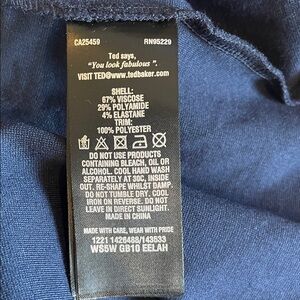 CA25459 RN95229
Ted says,
"You look fabulous".
VISIT TED@www.tedbaker.com
SHELL:
67% VISCOSE
29% POLYAMIDE
4% ELASTANE
TRIM:
100% POLYESTER
DO NOT USE PRODUCTS
CONTAINING BLEACH, OIL OR
ALCOHOL. COOL HAND WASH
SEPARATELY AT 30C, INSIDE
OUT. RE-SHAPE WHILST DAMP.
DO NOT TUMBLE DRY. COOL
IRON ON REVERSE. DO NOT
LEAVE IN DIRECT SUNLIGHT.
MADE IN CHINA
MADE WITH CARE, WEAR WITH PRIDE
1221 1426488/143533
WS5W GB10 EELAH